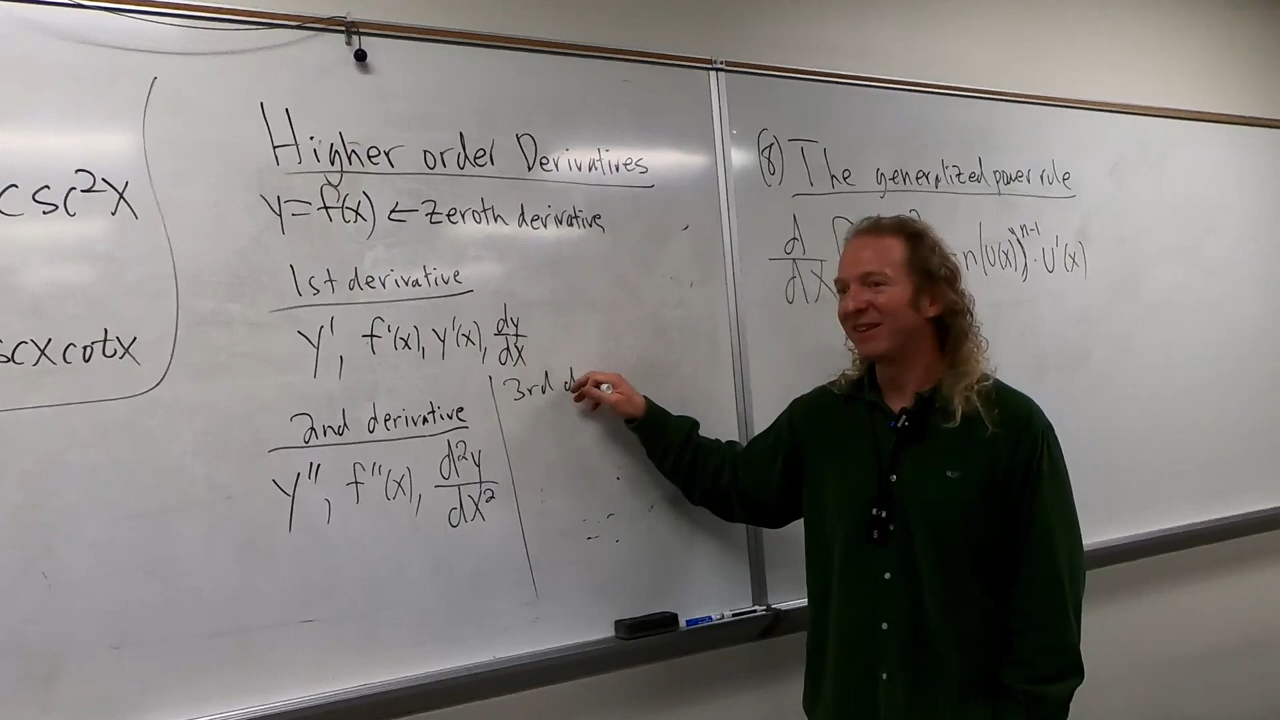 csc²x
cxcotx
Higher order Derivatives
y=f(x) ← Zeroth derivative
1st derivative
y', f'(x), y'(x), dy/dx
2nd derivative
y'', f''(x), d²y/dx²
3rd d
(8) The generalized power rule
d/dx n(u(x))ⁿ⁻¹·u'(x)